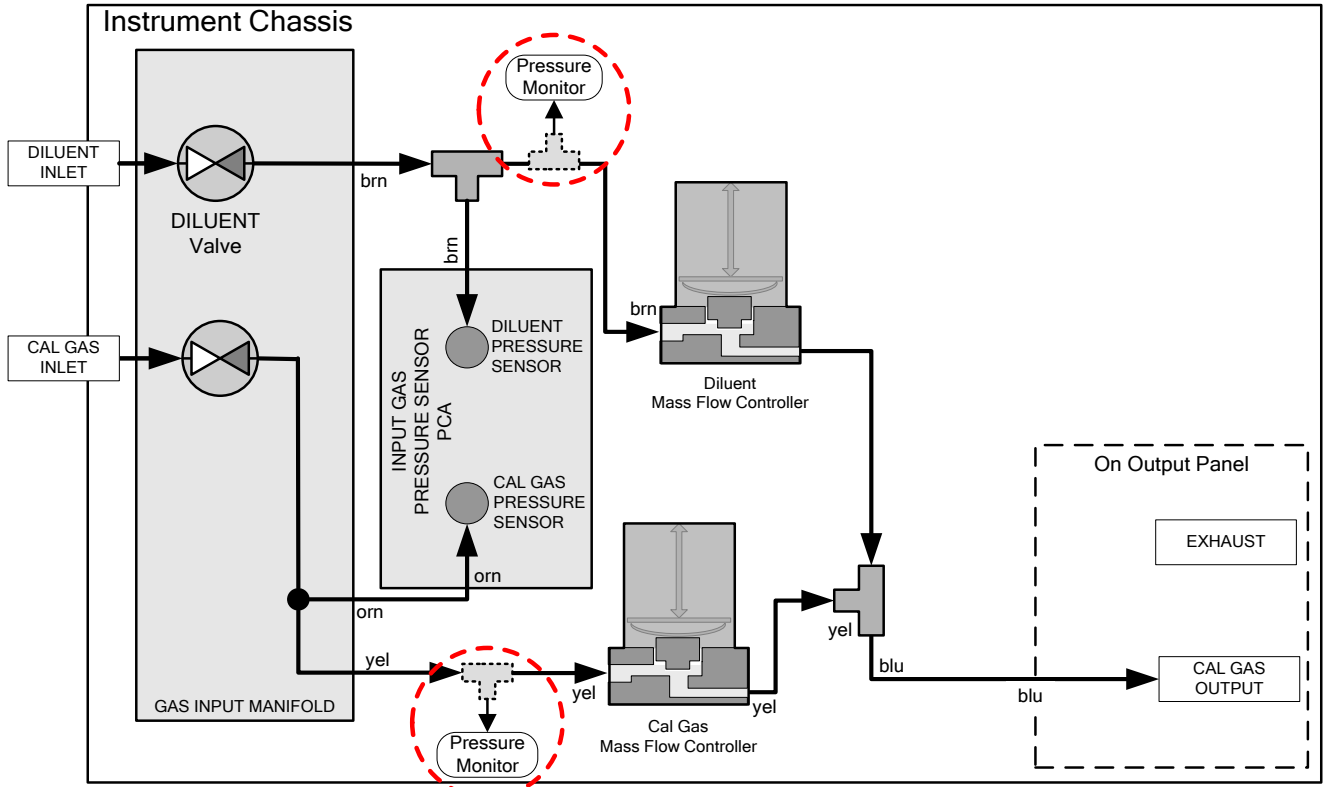 Instrument Chassis
Pressure
Monitor
DILUENT
INLET
brn
DILUENT
Valve
brn
CAL GAS
INLET
INPUT GAS
PRESSURE SENSOR
PCA
DILUENT
PRESSURE
SENSOR
brn
Diluent
Mass Flow Controller
CAL GAS
PRESSURE
SENSOR
orn
orn
On Output Panel
EXHAUST
yel
yel
yel
yel
blu
blu
CAL GAS
OUTPUT
GAS INPUT MANIFOLD
Pressure
Monitor
Cal Gas
Mass Flow Controller